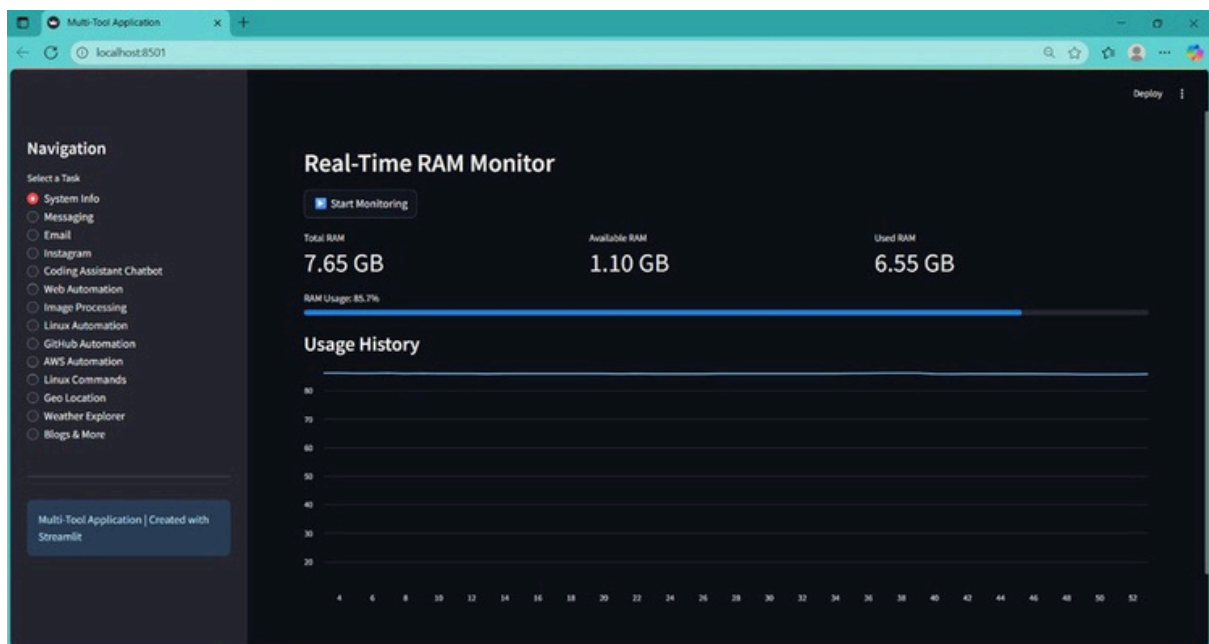 Multi-Tool Application
localhost:8501
Deploy
Navigation
Select a Task
System Info
Messaging
Email
Instagram
Coding Assistant Chatbot
Web Automation
Image Processing
Linux Automation
GitHub Automation
AWS Automation
Linux Commands
Geo Location
Weather Explorer
Blogs & More
Multi-Tool Application | Created with
Streamlit
Real-Time RAM Monitor
Start Monitoring
Total RAM Available RAM Used RAM
7.65 GB 1.10 GB 6.55 GB
RAM Usage: 85.7%
Usage History
80
70
60
50
40
30
20
4 6 8 10 12 14 16 18 20 22 24 26 28 30 32 34 36 38 40 42 44 46 48 50 52